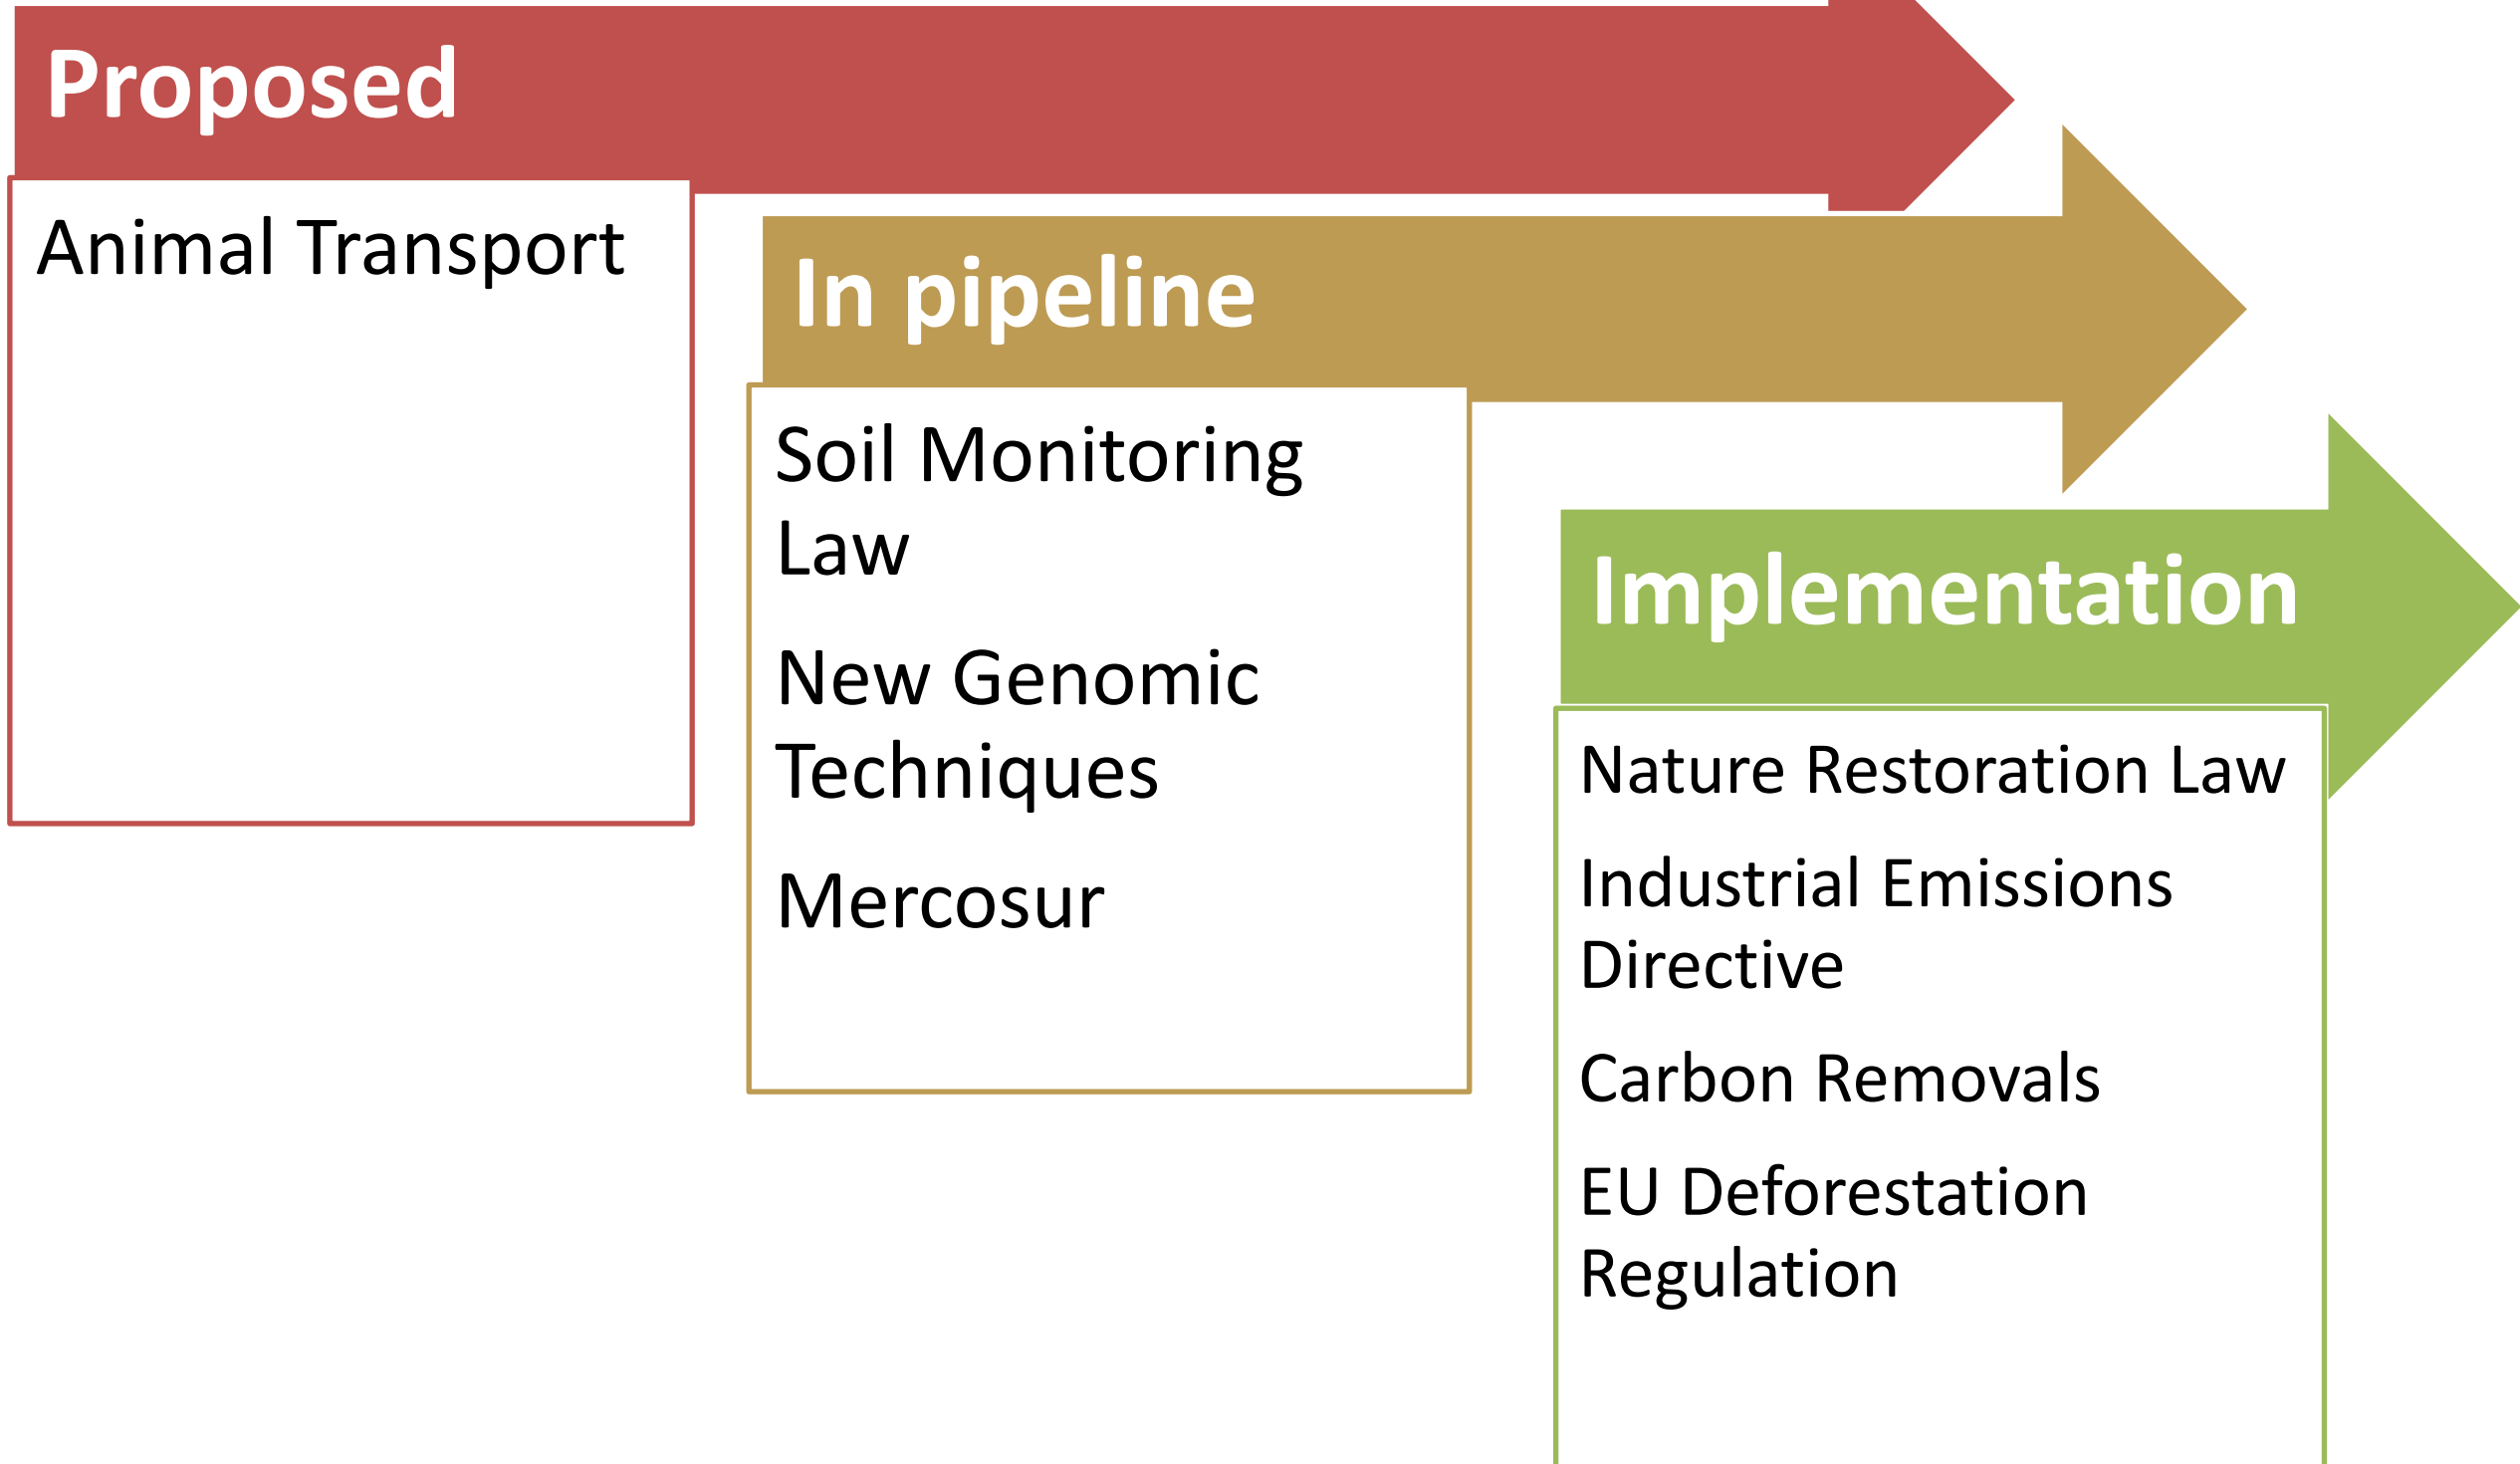 Proposed
Animal Transport
In pipeline
Soil Monitoring
Law
New Genomic
Techniques
Mercosur
Implementation
Nature Restoration Law
Industrial Emissions
Directive
Carbon Removals
EU Deforestation
Regulation